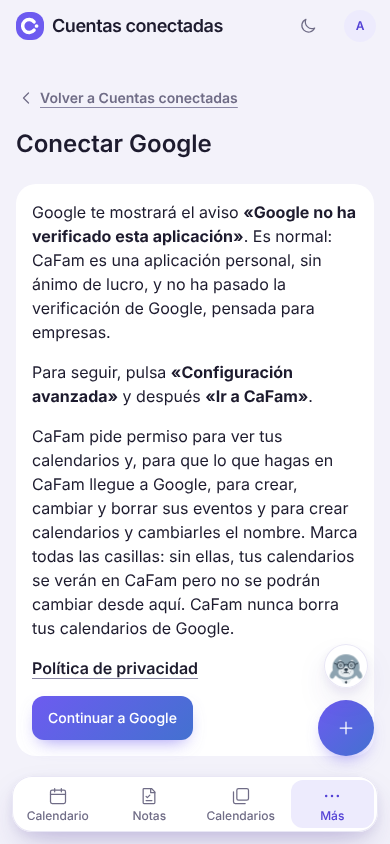 Cuentas conectadas
A
Volver a Cuentas conectadas
Conectar Google
Google te mostrará el aviso «Google no ha
verificado esta aplicación». Es normal:
CaFam es una aplicación personal, sin
ánimo de lucro, y no ha pasado la
verificación de Google, pensada para
empresas.
Para seguir, pulsa «Configuración
avanzada» y después «Ir a CaFam».
CaFam pide permiso para ver tus
calendarios y, para que lo que hagas en
CaFam llegue a Google, para crear,
cambiar y borrar sus eventos y para crear
calendarios y cambiarles el nombre. Marca
todas las casillas: sin ellas, tus calendarios
se verán en CaFam pero no se podrán
cambiar desde aquí. CaFam nunca borra
tus calendarios de Google.
Política de privacidad
Continuar a Google
Calendario
Notas
Calendarios
Más